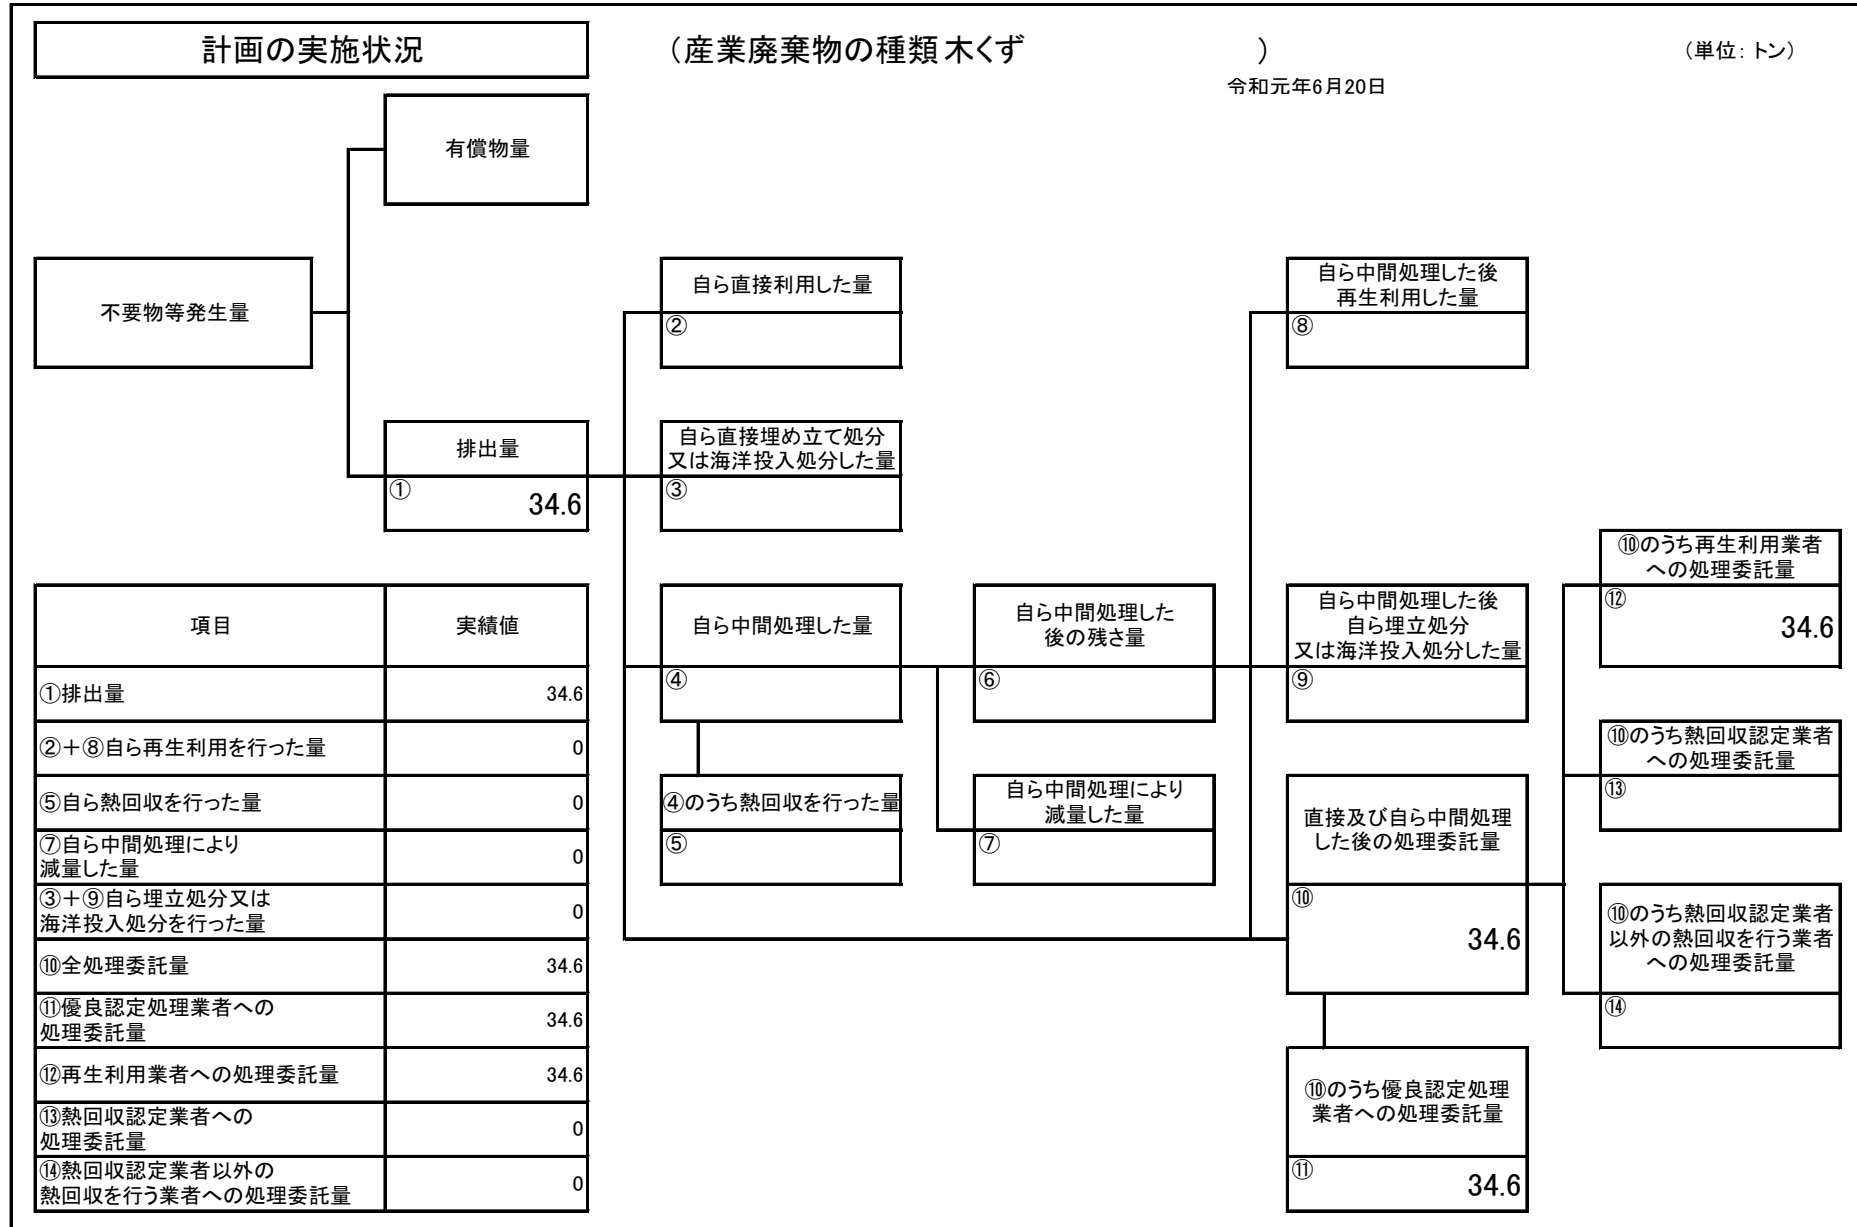 計画の実施状況
（産業廃棄物の種類 木くず　　　　　　　　　）
（単位：トン）
令和元年6月20日
有償物量
不要物等発生量
自ら直接利用した量
②
自ら中間処理した後
再生利用した量
⑧
排出量
①
34.6
自ら直接埋め立て処分
又は海洋投入処分した量
③
⑩のうち再生利用業者
への処理委託量
⑫
34.6
自ら中間処理した量
④
自ら中間処理した
後の残さ量
⑥
自ら中間処理した後
自ら埋立処分
又は海洋投入処分した量
⑨
⑩のうち熱回収認定業者
への処理委託量
⑬
④のうち熱回収を行った量
⑤
自ら中間処理により
減量した量
⑦
直接及び自ら中間処理
した後の処理委託量
⑩
34.6
⑩のうち熱回収認定業者
以外の熱回収を行う業者
への処理委託量
⑭
⑩のうち優良認定処理
業者への処理委託量
⑪
34.6
項目 実績値
①排出量 34.6
②＋⑧自ら再生利用を行った量 0
⑤自ら熱回収を行った量 0
⑦自ら中間処理により
減量した量 0
③＋⑨自ら埋立処分又は
海洋投入処分を行った量 0
⑩全処理委託量 34.6
⑪優良認定処理業者への
処理委託量 34.6
⑫再生利用業者への処理委託量 34.6
⑬熱回収認定業者への
処理委託量 0
⑭熱回収認定業者以外の
熱回収を行う業者への処理委託量 0